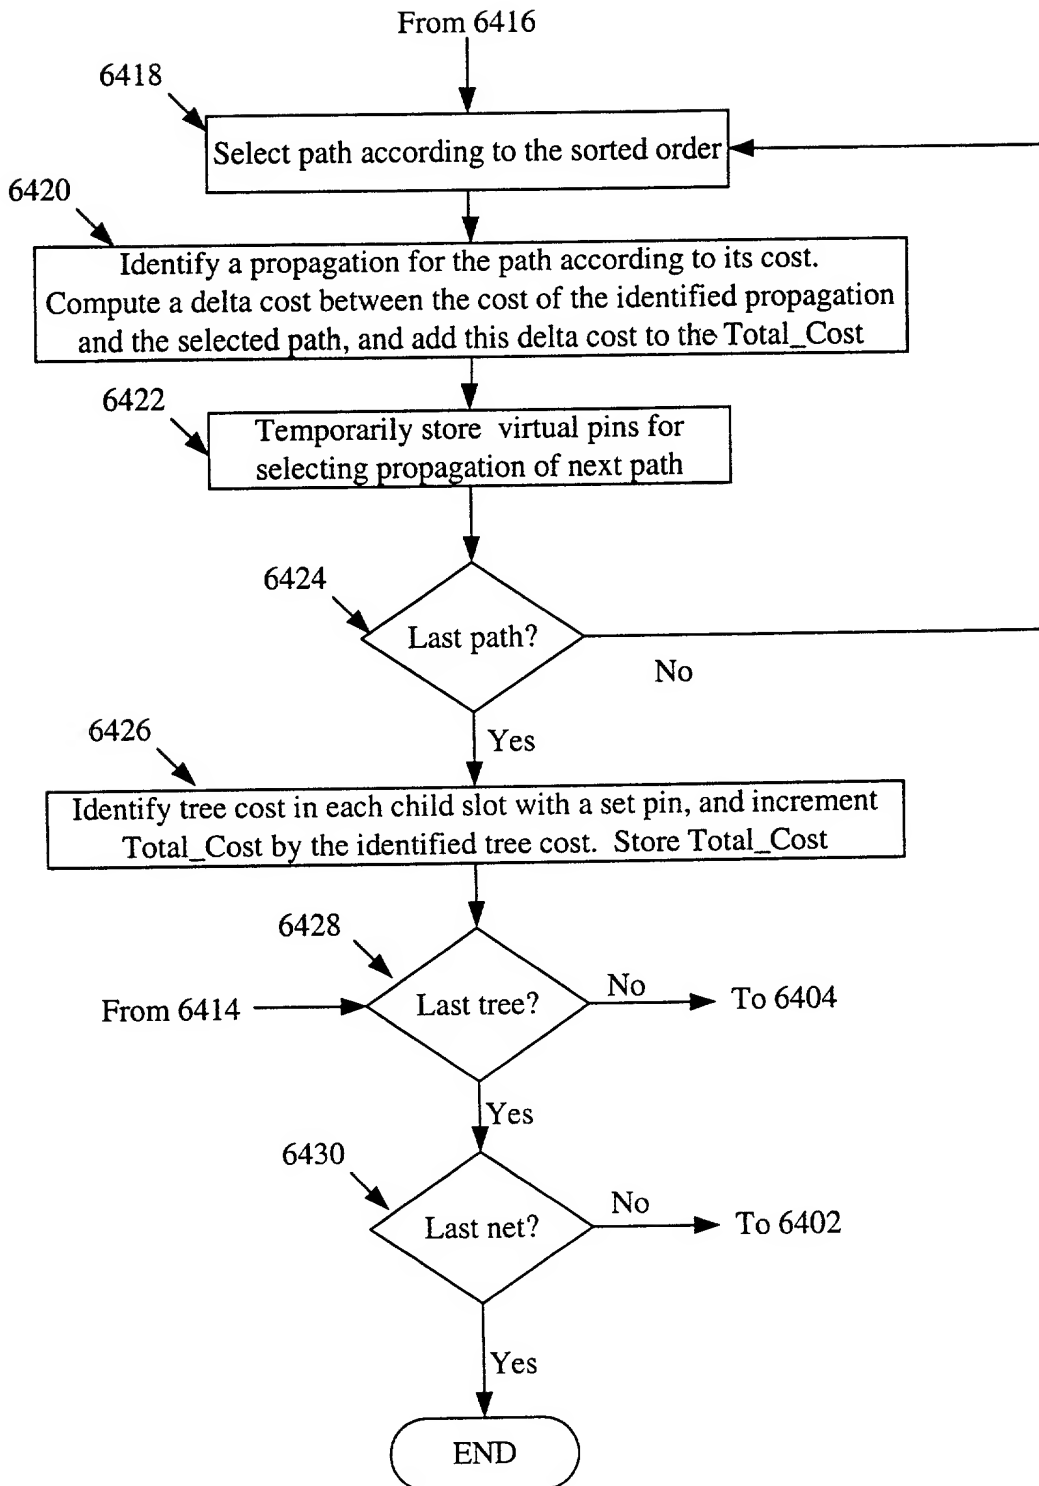 From 6416
6418
Select path according to the sorted order
6420
Identify a propagation for the path according to its cost.
Compute a delta cost between the cost of the identified propagation
and the selected path, and add this delta cost to the Total_Cost
6422
Temporarily store virtual pins for
selecting propagation of next path
6424
Last path?
No
Yes
6426
Identify tree cost in each child slot with a set pin, and increment
Total_Cost by the identified tree cost. Store Total_Cost
6428
From 6414
Last tree?
No
To 6404
Yes
6430
Last net?
No
To 6402
Yes
END